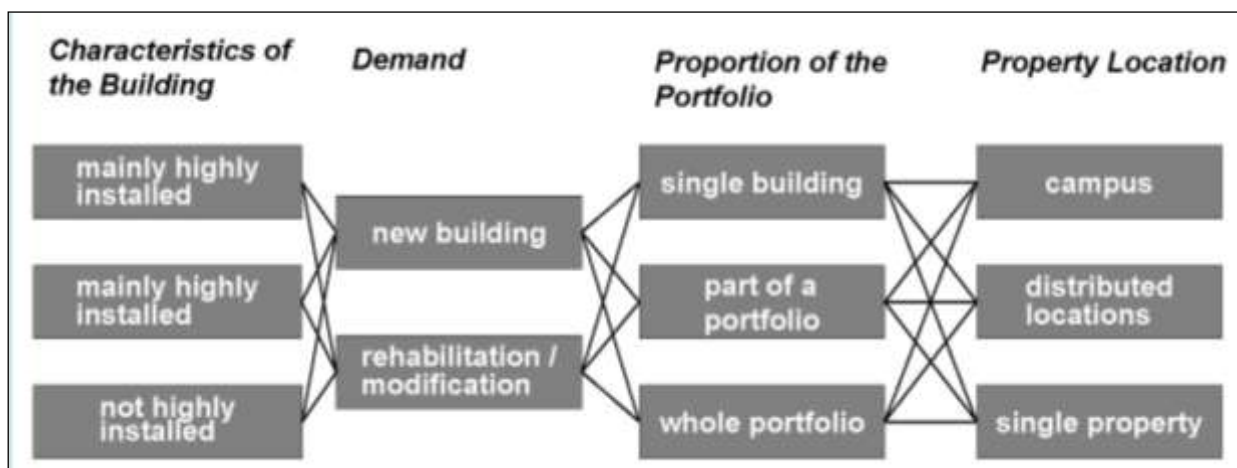 Characteristics of
the Building
Demand
Proportion of the
Portfolio
Property Location
mainly highly
installed
mainly highly
installed
not highly
installed
new building
rehabilitation /
modification
single building
part of a
portfolio
whole portfolio
campus
distributed
locations
single property